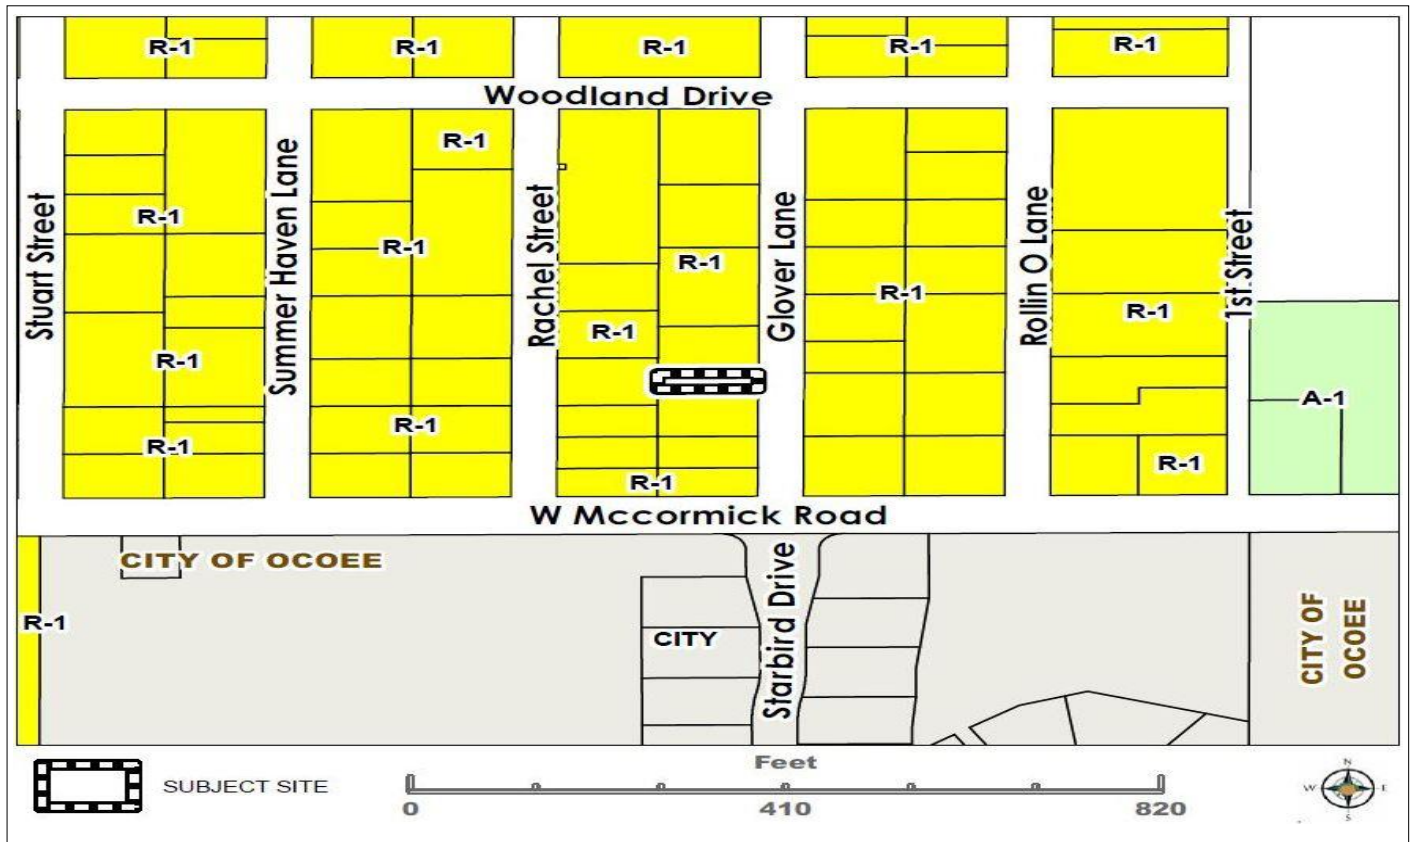 R-1
R-1
R-1
R-1
R-1
Woodland Drive
R-1
R-1
R-1
R-1
R-1
R-1
R-1
R-1
R-1
R-1
R-1
R-1
R-1
Stuart Street
Summer Haven Lane
Rachel Street
Glover Lane
Rollin O Lane
1st Street
A-1
W Mccormick Road
CITY OF OCOEE
R-1
CITY
Starbird Drive
CITY OF
OCOEE
SUBJECT SITE
Feet
0
410
820
N
W
E
S